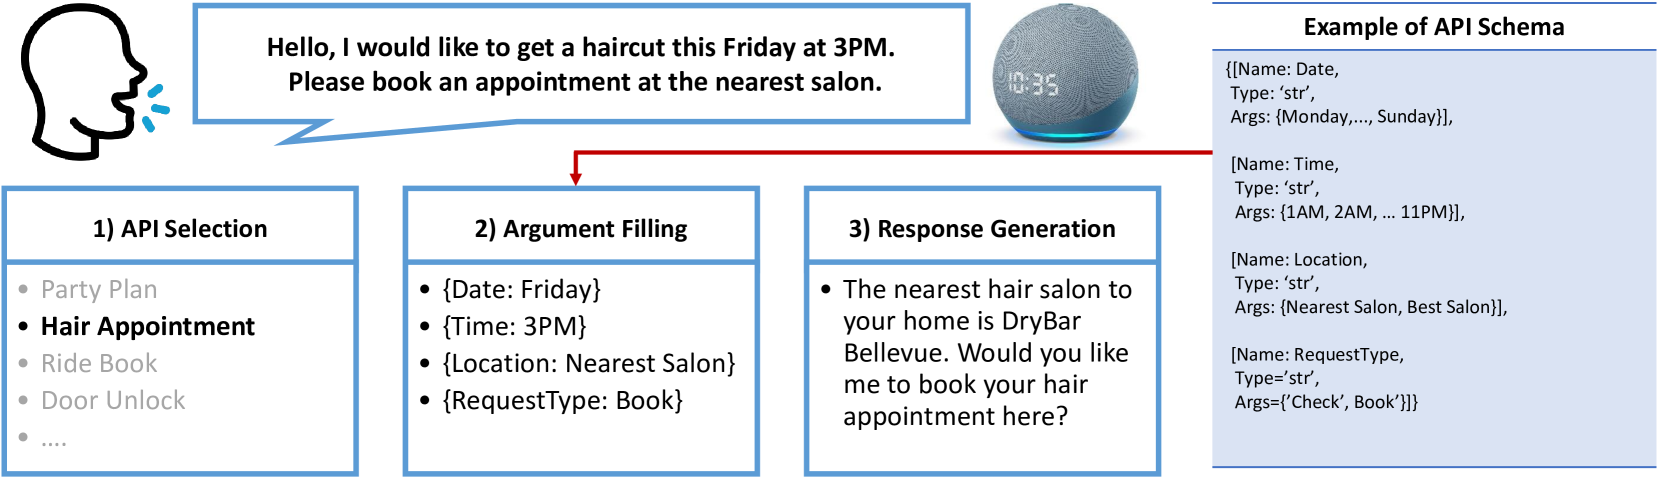 Hello, I would like to get a haircut this Friday at 3PM.
Please book an appointment at the nearest salon.
10:35
1) API Selection
• Party Plan
• Hair Appointment
• Ride Book
• Door Unlock
• ....
2) Argument Filling
• {Date: Friday}
• {Time: 3PM}
• {Location: Nearest Salon}
• {RequestType: Book}
3) Response Generation
• The nearest hair salon to
your home is DryBar
Bellevue. Would you like
me to book your hair
appointment here?
Example of API Schema
{[Name: Date,
Type: ‘str’,
Args: {Monday,..., Sunday}],
[Name: Time,
Type: ‘str’,
Args: {1AM, 2AM, ... 11PM}],
[Name: Location,
Type: ‘str’,
Args: {Nearest Salon, Best Salon}],
[Name: RequestType,
Type=’str’,
Args={’Check’, Book’}]}